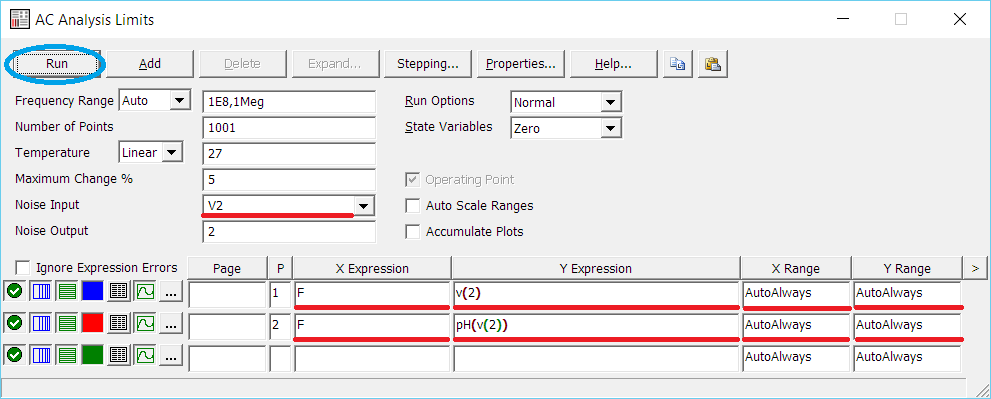 AC Analysis Limits
Run Add Delete Expand... Stepping... Properties... Help...
Frequency Range Auto 1E8,1Meg Run Options Normal
Number of Points 1001 State Variables Zero
Temperature Linear 27
Maximum Change % 5 Operating Point
Noise Input V2 Auto Scale Ranges
Noise Output 2 Accumulate Plots
Ignore Expression Errors Page P X Expression Y Expression X Range Y Range >
... 1 F v(2) AutoAlways AutoAlways
... 2 F pH(v(2)) AutoAlways AutoAlways
... AutoAlways AutoAlways